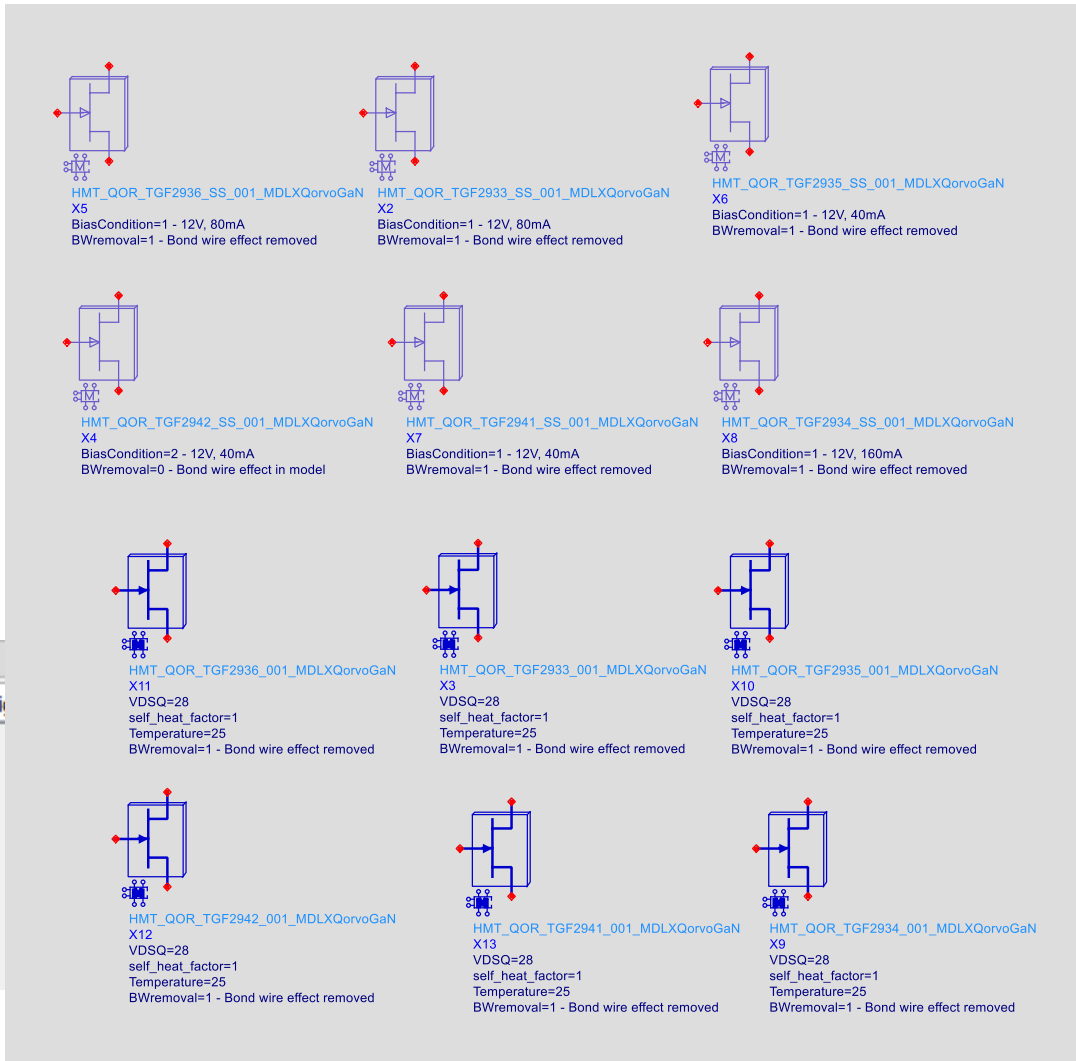 HMT_QOR_TGF2936_SS_001_MDLXQorvoGaN
X5
BiasCondition=1 - 12V, 80mA
BWremoval=1 - Bond wire effect removed
HMT_QOR_TGF2933_SS_001_MDLXQorvoGaN
X2
BiasCondition=1 - 12V, 80mA
BWremoval=1 - Bond wire effect removed
HMT_QOR_TGF2935_SS_001_MDLXQorvoGaN
X6
BiasCondition=1 - 12V, 40mA
BWremoval=1 - Bond wire effect removed
M
M
M
HMT_QOR_TGF2942_SS_001_MDLXQorvoGaN
X4
BiasCondition=2 - 12V, 40mA
BWremoval=0 - Bond wire effect in model
HMT_QOR_TGF2941_SS_001_MDLXQorvoGaN
X7
BiasCondition=1 - 12V, 40mA
BWremoval=1 - Bond wire effect removed
HMT_QOR_TGF2934_SS_001_MDLXQorvoGaN
X8
BiasCondition=1 - 12V, 160mA
BWremoval=1 - Bond wire effect removed
M
M
M
HMT_QOR_TGF2936_001_MDLXQorvoGaN
X11
VDSQ=28
self_heat_factor=1
Temperature=25
BWremoval=1 - Bond wire effect removed
HMT_QOR_TGF2933_001_MDLXQorvoGaN
X3
VDSQ=28
self_heat_factor=1
Temperature=25
BWremoval=1 - Bond wire effect removed
HMT_QOR_TGF2935_001_MDLXQorvoGaN
X10
VDSQ=28
self_heat_factor=1
Temperature=25
BWremoval=1 - Bond wire effect removed
HMT_QOR_TGF2942_001_MDLXQorvoGaN
X12
VDSQ=28
self_heat_factor=1
Temperature=25
BWremoval=1 - Bond wire effect removed
HMT_QOR_TGF2941_001_MDLXQorvoGaN
X13
VDSQ=28
self_heat_factor=1
Temperature=25
BWremoval=1 - Bond wire effect removed
HMT_QOR_TGF2934_001_MDLXQorvoGaN
X9
VDSQ=28
self_heat_factor=1
Temperature=25
BWremoval=1 - Bond wire effect removed